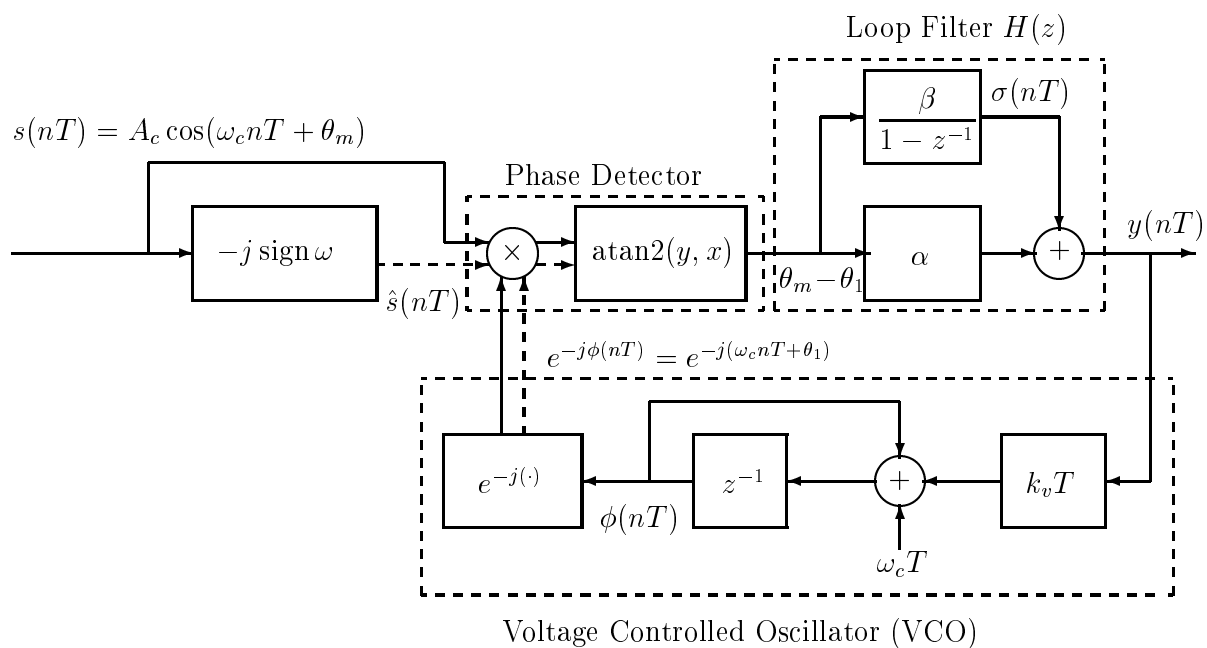 Loop Filter H(z)
s(nT) = A_c cos(ω_c nT + θ_m)
β
1 − z^{−1}
σ(nT)
Phase Detector
−j sign ω
×
atan2(y, x)
α
+
y(nT)
ŝ(nT)
θ_m−θ_1
e^{−jφ(nT)} = e^{−j(ω_c nT+θ_1)}
e^{−j(·)}
z^{−1}
+
k_v T
φ(nT)
ω_c T
Voltage Controlled Oscillator (VCO)